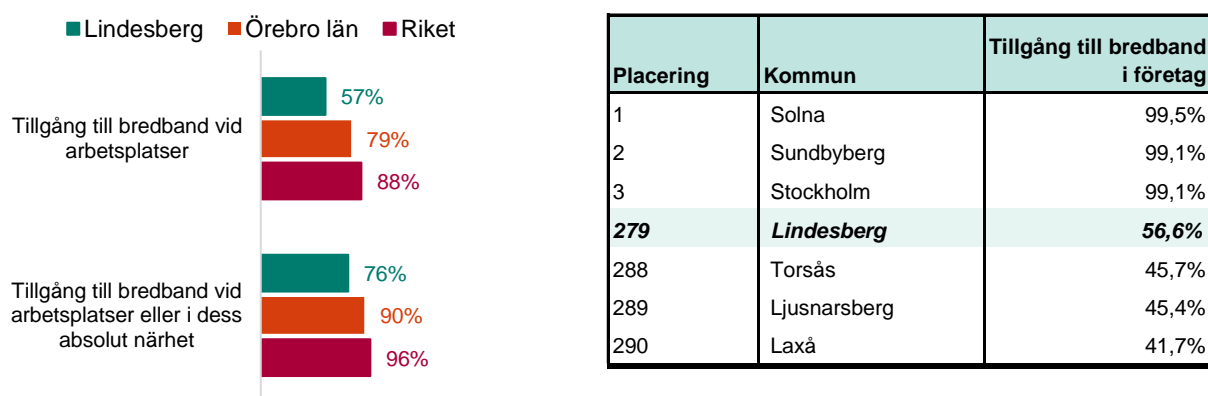 Lindesberg Örebro län Riket
Tillgång till bredband vid
arbetsplatser
57%
79%
88%
Tillgång till bredband vid
arbetsplatser eller i dess
absolut närhet
76%
90%
96%
Placering Kommun Tillgång till bredband i företag
1 Solna 99,5%
2 Sundbyberg 99,1%
3 Stockholm 99,1%
279 Lindesberg 56,6%
288 Torsås 45,7%
289 Ljusnarsberg 45,4%
290 Laxå 41,7%